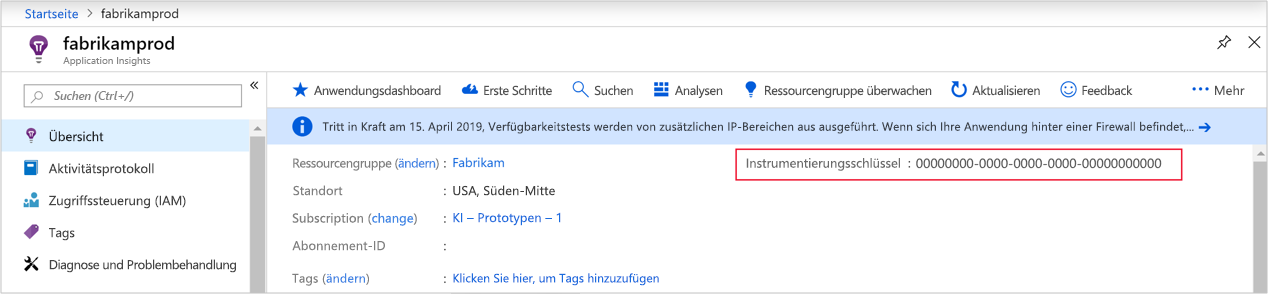 Startseite > fabrikamprod
fabrikamprod
Application Insights
Suchen (Ctrl+/)
«
Übersicht
Aktivitätsprotokoll
Zugriffssteuerung (IAM)
Tags
Diagnose und Problembehandlung
Anwendungsdashboard Erste Schritte Suchen Analysen Ressourcengruppe überwachen Aktualisieren Feedback ··· Mehr
Tritt in Kraft am 15. April 2019, Verfügbarkeitstests werden von zusätzlichen IP-Bereichen aus ausgeführt. Wenn sich Ihre Anwendung hinter einer Firewall befindet,... →
Ressourcengruppe (ändern) : Fabrikam
Instrumentierungsschlüssel : 00000000-0000-0000-0000-00000000000
Standort : USA, Süden-Mitte
Subscription (change) : KI – Prototypen – 1
Abonnement-ID :
Tags (ändern) : Klicken Sie hier, um Tags hinzuzufügen